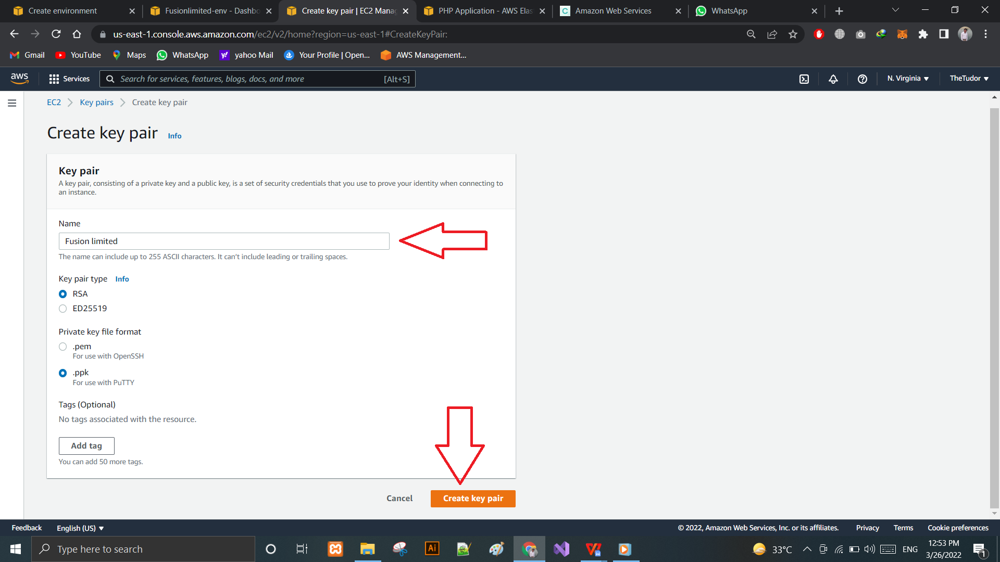 Create environment
Fusionlimited-env - Dashbo
Create key pair | EC2 Manag
PHP Application - AWS Elas
C Amazon Web Services
WhatsApp
us-east-1.console.aws.amazon.com/ec2/v2/home?region=us-east-1#CreateKeyPair:
Gmail
YouTube
Maps
WhatsApp
yahoo Mail
Your Profile | Open...
AWS Management...
aws
Services
Search for services, features, blogs, docs, and more [Alt+S]
N. Virginia
TheTudor
EC2
Key pairs
Create key pair
Create key pair Info
Key pair
A key pair, consisting of a private key and a public key, is a set of security credentials that you use to prove your identity when connecting to
an instance.
Name
Fusion limited
The name can include up to 255 ASCII characters. It can't include leading or trailing spaces.
Key pair type Info
RSA
ED25519
Private key file format
.pem
For use with OpenSSH
.ppk
For use with PuTTY
Tags (Optional)
No tags associated with the resource.
Add tag
You can add 50 more tags.
Cancel
Create key pair
Feedback
English (US)
© 2022, Amazon Web Services, Inc. or its affiliates.
Privacy
Terms
Cookie preferences
Type here to search
Ai
33°C
ENG
12:53 PM
3/26/2022
1